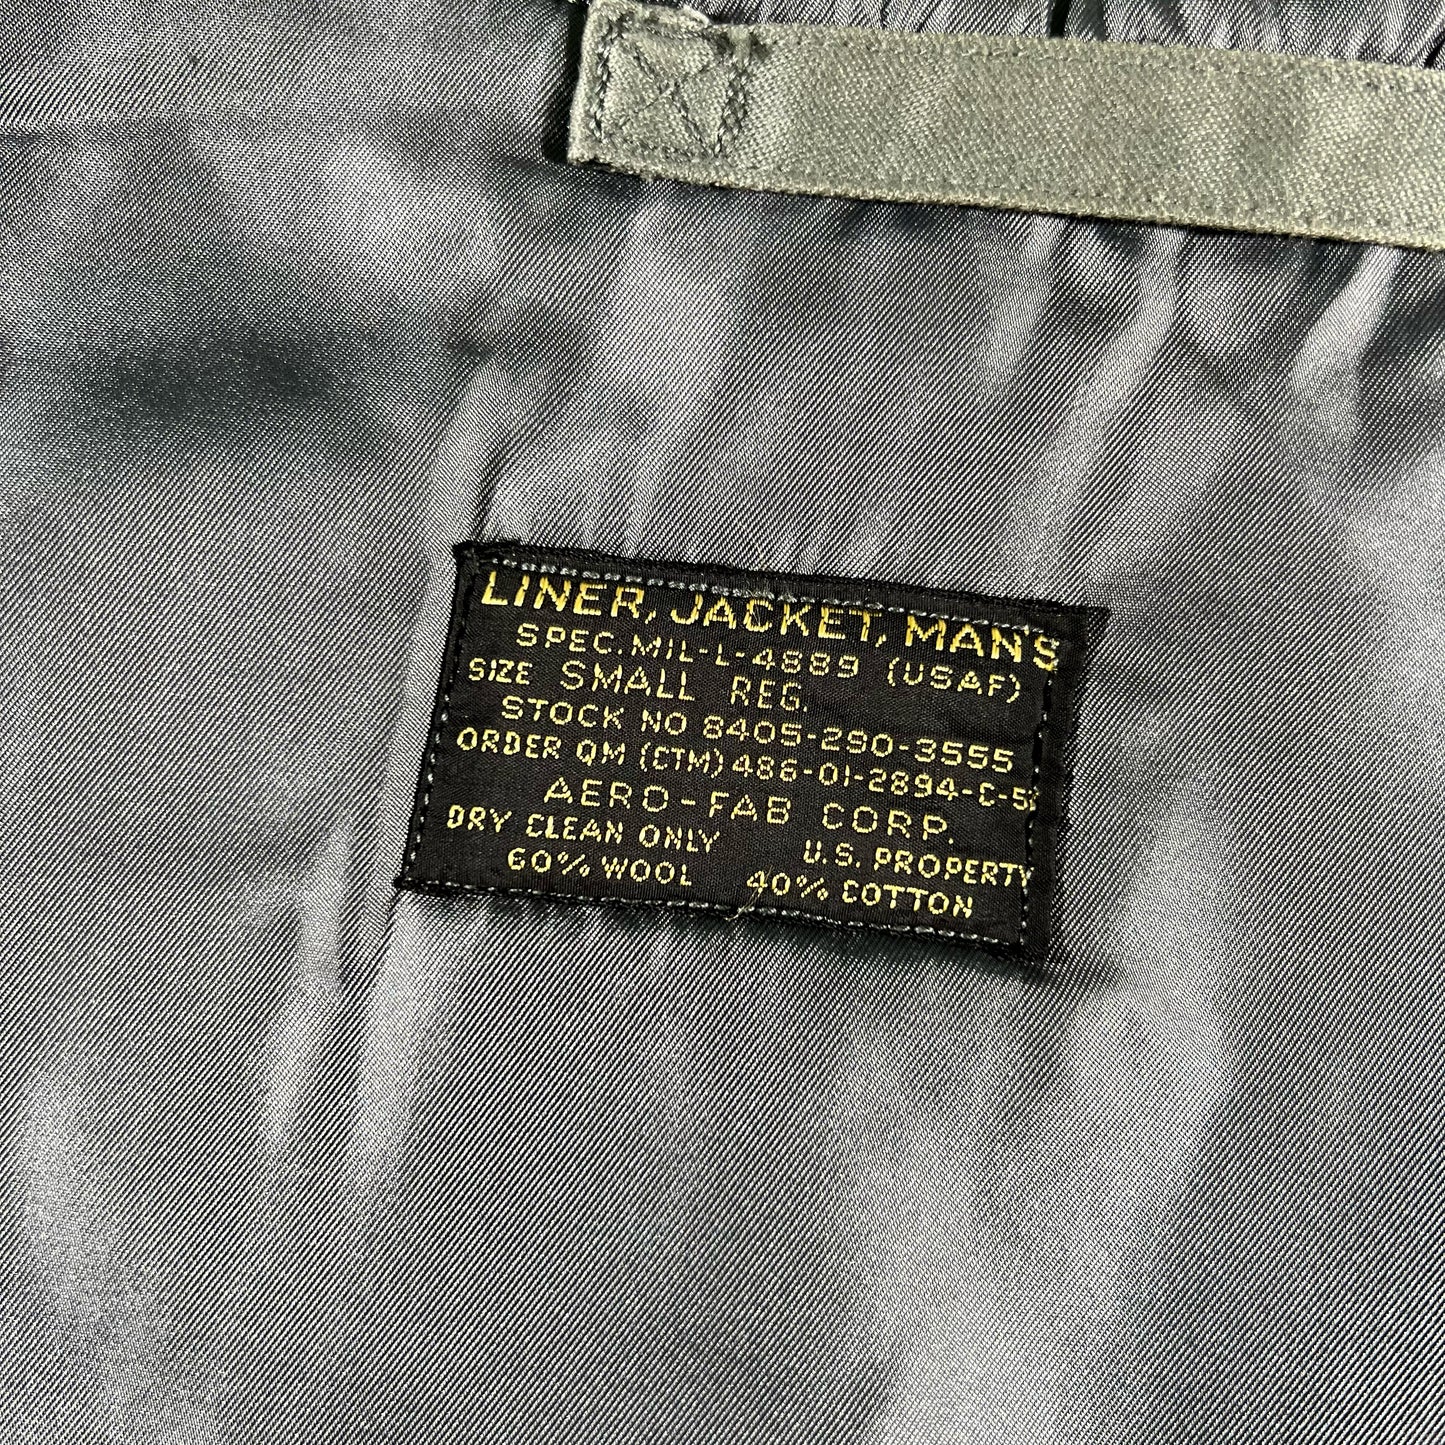 LINER, JACKET, MAN'S
SPEC. MIL-L-4889 (USAF)
SIZE SMALL REG.
STOCK NO 8405-290-3555
ORDER QM (CTM) 486-01-2894-C-5
AERO-FAB CORP.
DRY CLEAN ONLY U.S. PROPERTY
60% WOOL 40% COTTON